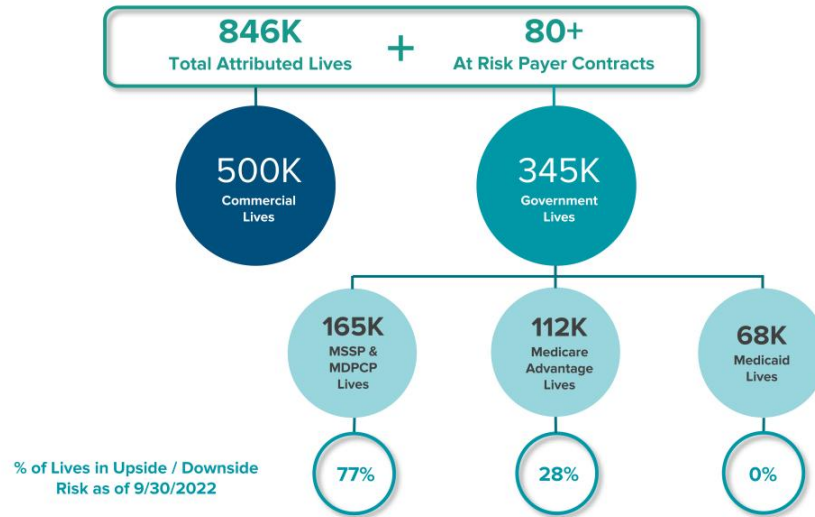 846K
Total Attributed Lives
+
80+
At Risk Payer Contracts
500K
Commercial
Lives
345K
Government
Lives
165K
MSSP &
MDPCP
Lives
112K
Medicare
Advantage
Lives
68K
Medicaid
Lives
% of Lives in Upside / Downside
Risk as of 9/30/2022
77%
28%
0%